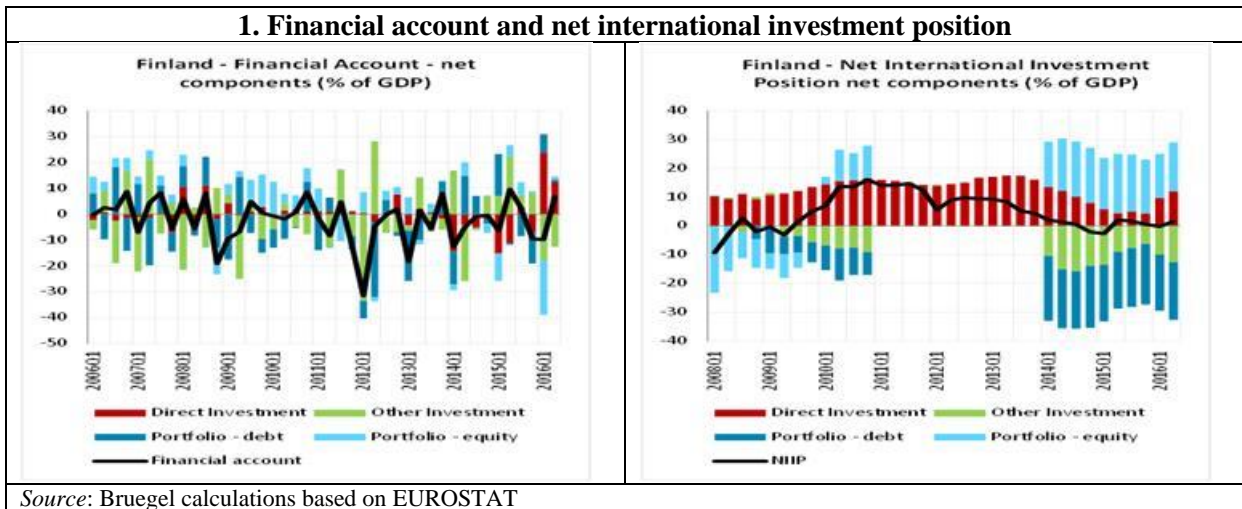 1. Financial account and net international investment position
Finland - Financial Account - net
components (% of GDP)
40
30
20
10
0
-10
-20
-30
-40
-50
2006Q1
2007Q1
2008Q1
2009Q1
2010Q1
2011Q1
2012Q1
2013Q1
2014Q1
2015Q1
2016Q1
Direct Investment
Other Investment
Portfolio - debt
Portfolio - equity
Financial account
Finland - Net International Investment
Position net components (% of GDP)
40
30
20
10
0
-10
-20
-30
-40
2008Q1
2009Q1
2010Q1
2011Q1
2012Q1
2013Q1
2014Q1
2015Q1
2016Q1
Direct Investment
Other Investment
Portfolio - debt
Portfolio - equity
NIIP
Source: Bruegel calculations based on EUROSTAT